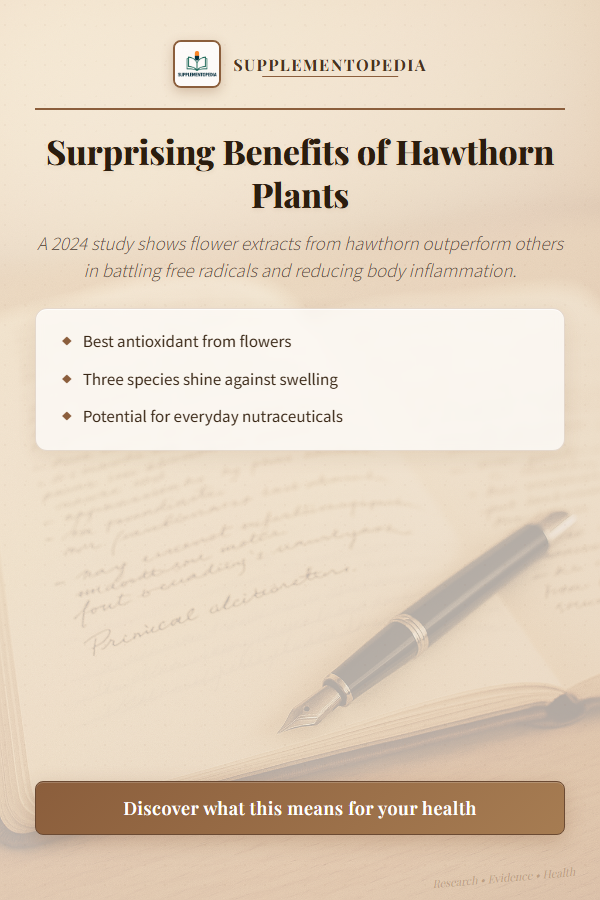 SUPPLEMENTOPEDIA
SUPPLEMENTOPEDIA
Surprising Benefits of Hawthorn
Plants
A 2024 study shows flower extracts from hawthorn outperform others
in battling free radicals and reducing body inflammation.
◆ Best antioxidant from flowers
◆ Three species shine against swelling
◆ Potential for everyday nutraceuticals
Discover what this means for your health
Research • Evidence • Health